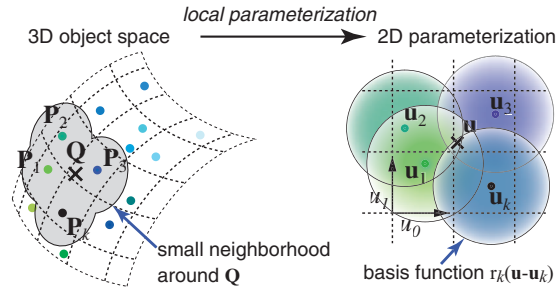 local parameterization
3D object space
2D parameterization
P2
Q
P1
P3
Pk
small neighborhood
around Q
u2
u3
u
u1
uk
u1
u0
basis function rk(u-uk)